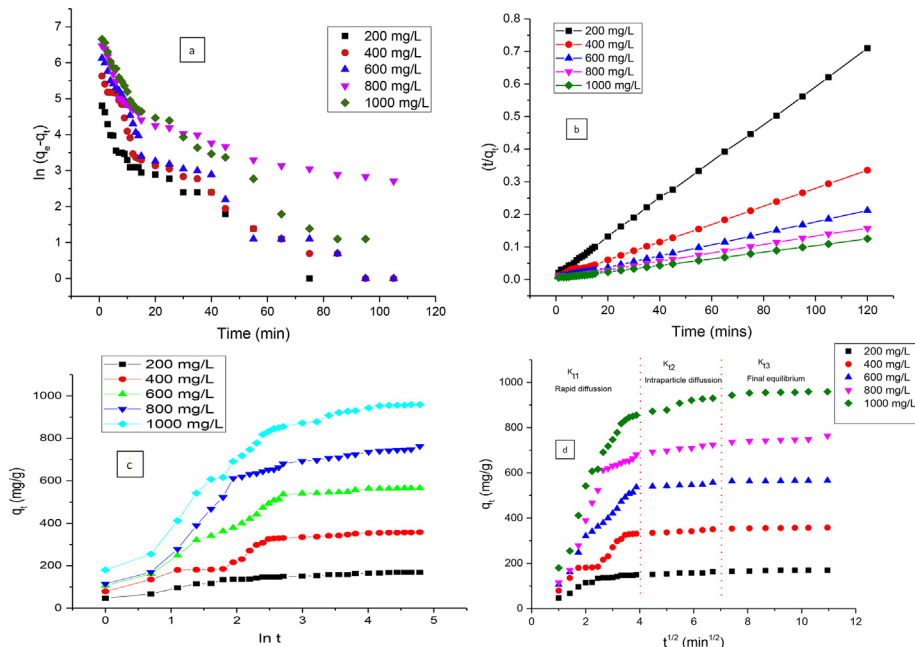 a
200 mg/L
400 mg/L
600 mg/L
800 mg/L
1000 mg/L
ln (qe-qt)
7
6
5
4
3
2
1
0
0 20 40 60 80 100 120
Time (min)
b
200 mg/L
400 mg/L
600 mg/L
800 mg/L
1000 mg/L
(t/qt)
0.8
0.7
0.6
0.5
0.4
0.3
0.2
0.1
0.0
0 20 40 60 80 100 120
Time (mins)
c
200 mg/L
400 mg/L
600 mg/L
800 mg/L
1000 mg/L
qt (mg/g)
1000
800
600
400
200
0
0 1 2 3 4 5
ln t
d
200 mg/L
400 mg/L
600 mg/L
800 mg/L
1000 mg/L
Kt1
Rapid diffussion
Kt2
Intraparticle diffussion
Kt3
Final equilibrium
qt (mg/g)
1000
800
600
400
200
0
0 2 4 6 8 10 12
t1/2 (min1/2)